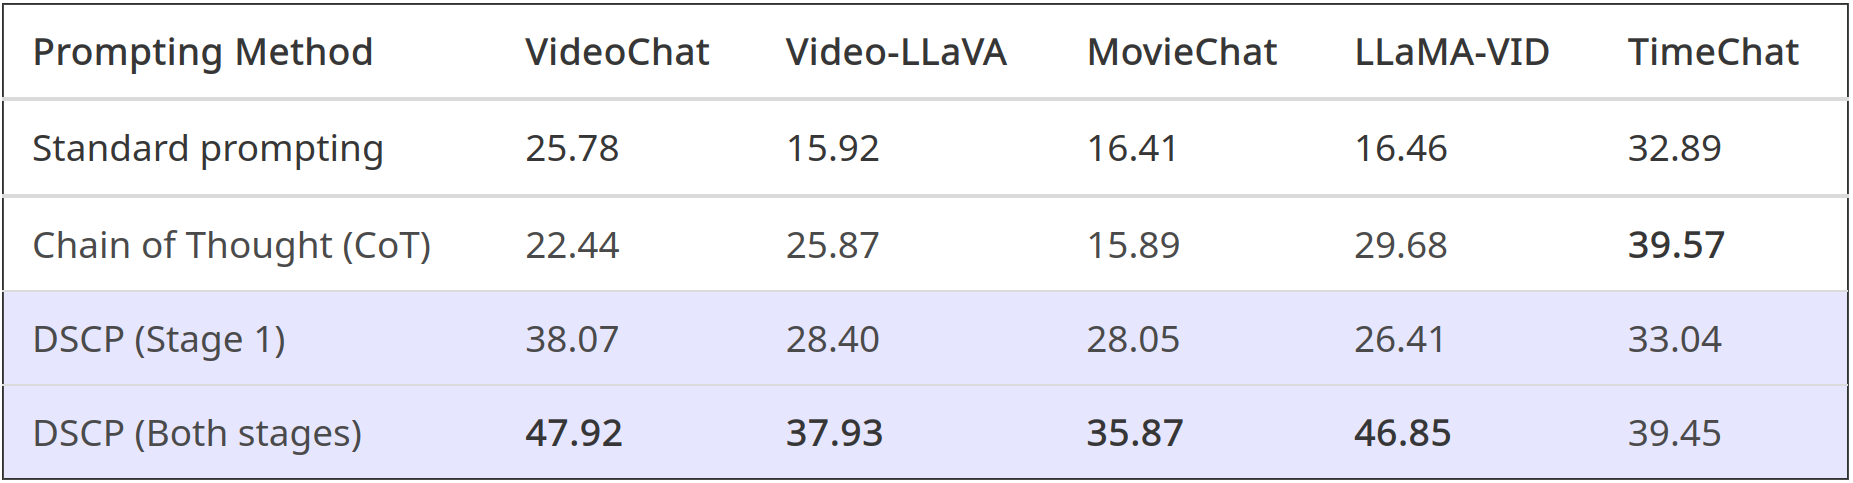 Prompting Method VideoChat Video-LLaVA MovieChat LLaMA-VID TimeChat
Standard prompting 25.78 15.92 16.41 16.46 32.89
Chain of Thought (CoT) 22.44 25.87 15.89 29.68 39.57
DSCP (Stage 1) 38.07 28.40 28.05 26.41 33.04
DSCP (Both stages) 47.92 37.93 35.87 46.85 39.45